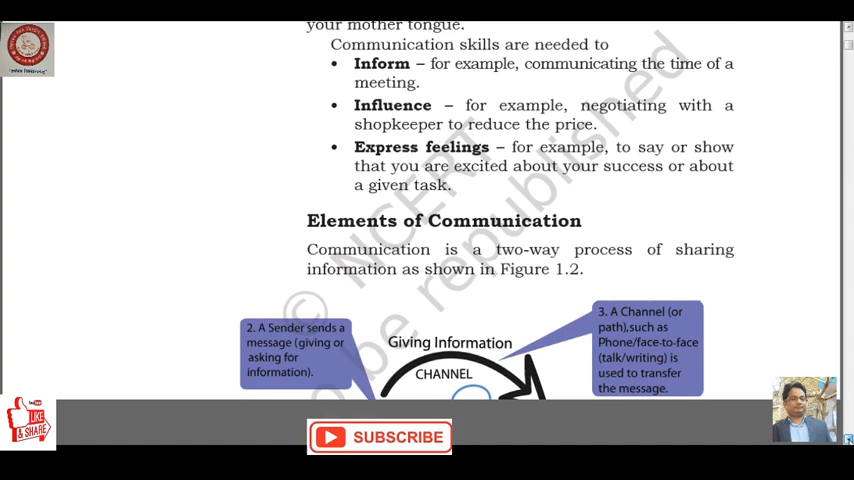 your mother tongue.
Communication skills are needed to
• Inform – for example, communicating the time of a
meeting.
• Influence – for example, negotiating with a
shopkeeper to reduce the price.
• Express feelings – for example, to say or show
that you are excited about your success or about
a given task.
Elements of Communication
Communication is a two-way process of sharing
information as shown in Figure 1.2.
2. A Sender sends a
message (giving or
asking for
information).
Giving Information
CHANNEL
3. A Channel (or
path),such as
Phone/face-to-face
(talk/writing) is
used to transfer
the message.
© NCERT
o be republished
You Tube
LIKE
& SHARE
SUBSCRIBE